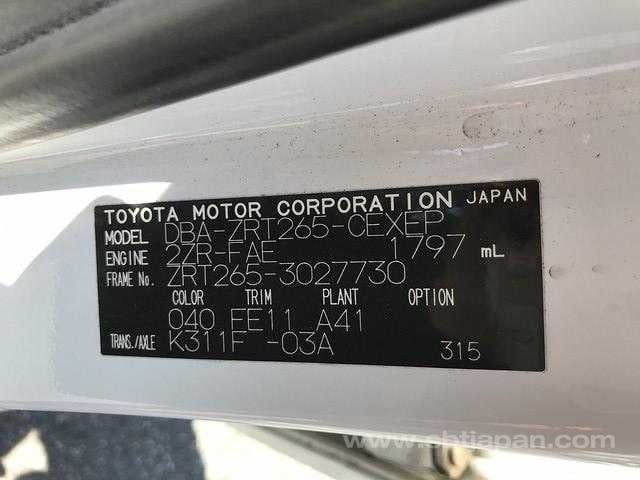 TOYOTA MOTOR CORPORATION JAPAN
MODEL DBA-ZRT265-CEXEP
ENGINE 2ZR-FAE 1797 mL
FRAME No. ZRT265-3027730
COLOR TRIM PLANT OPTION
040 FE11 A41
TRANS./AXLE K311F -03A 315
www.sbtjapan.com